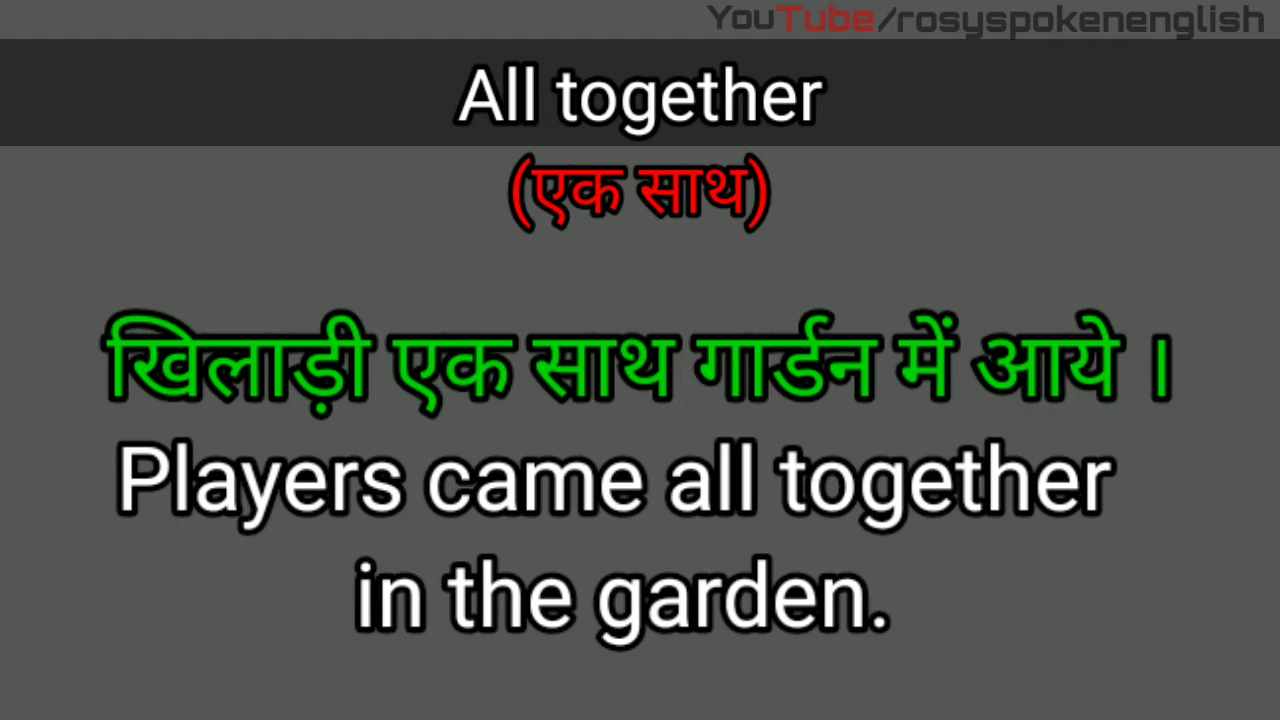 YouTube/rosyspokenenglish
All together
(एक साथ)
खिलाड़ी एक साथ गार्डन में आये ।
Players came all together
in the garden.